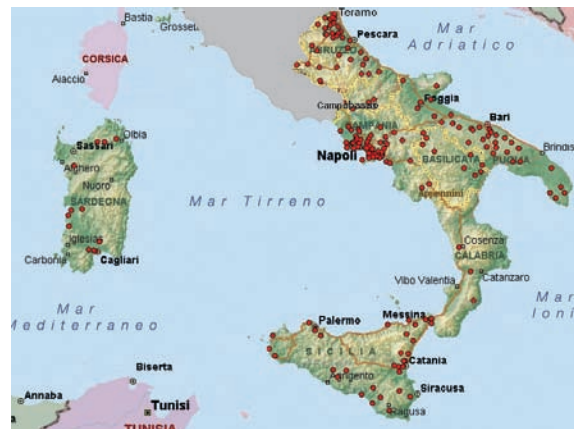 Bastia
Grosset
Teramo
Mar
Adriatico
Pescara
CORSICA
ABRUZZO
Aiaccio
Campobasso
Foggia
Olbia
CAMPANIA
Bari
Sassari
Napoli
Brindis
Alghero
BASILICATA
PUGLIA
Nuoro
Mar Tirreno
Appennini
SARDEGNA
Iglesias
Cosenza
Carbonia
Cagliari
CALABRIA
Vibo Valentia
Catanzaro
Mar
Mediterraneo
Mar
Ioni
Palermo
Messina
SICILIA
Catania
Biserta
Agrigento
Siracusa
Annaba
Tunisi
Ragusa
TUNISIA